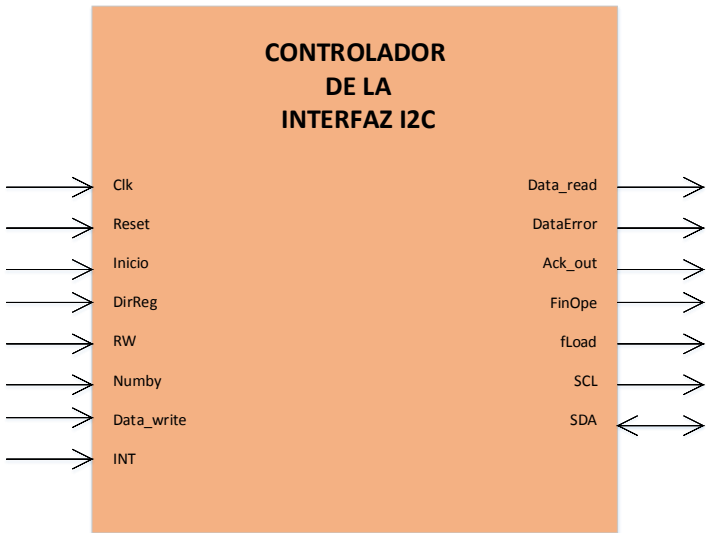 CONTROLADOR
DE LA
INTERFAZ I2C
Clk
Reset
Inicio
DirReg
RW
Numby
Data_write
INT
Data_read
DataError
Ack_out
FinOpe
fLoad
SCL
SDA